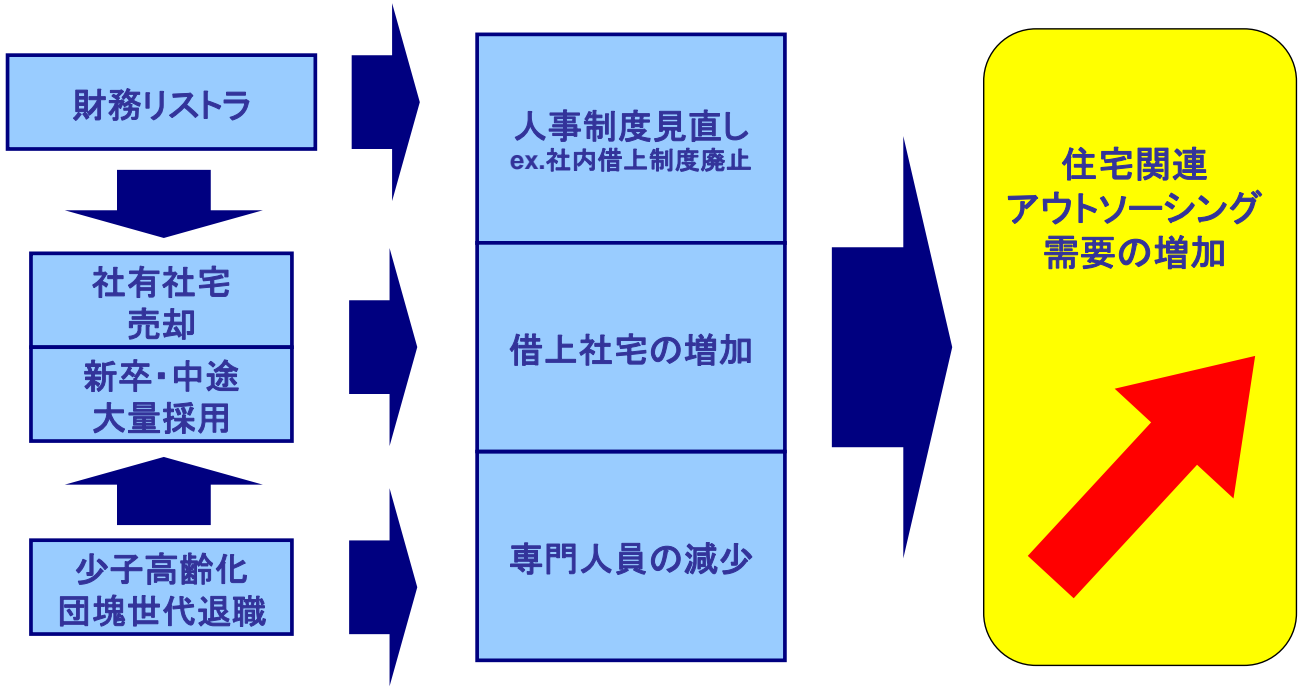 財務リストラ
社有社宅
売却
新卒・中途
大量採用
少子高齢化
団塊世代退職
人事制度見直し
ex.社内借上制度廃止
借上社宅の増加
専門人員の減少
住宅関連
アウトソーシング
需要の増加